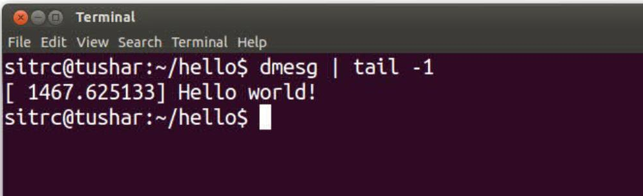 Terminal
File Edit View Search Terminal Help
sitrc@tushar:~/hello$ dmesg | tail -1
[ 1467.625133] Hello world!
sitrc@tushar:~/hello$